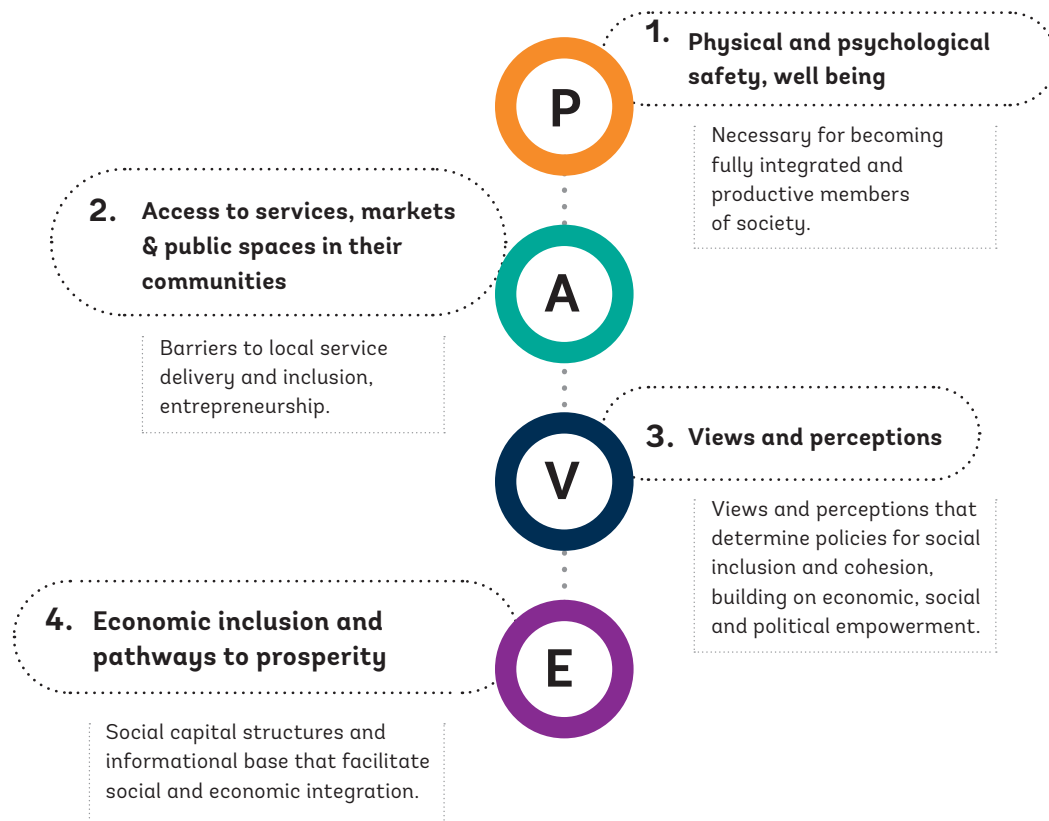 P
1. Physical and psychological
safety, well being
Necessary for becoming
fully integrated and
productive members
of society.
2. Access to services, markets
& public spaces in their
communities
A
Barriers to local service
delivery and inclusion,
entrepreneurship.
V
3. Views and perceptions
Views and perceptions that
determine policies for social
inclusion and cohesion,
building on economic, social
and political empowerment.
4. Economic inclusion and
pathways to prosperity
E
Social capital structures and
informational base that facilitate
social and economic integration.